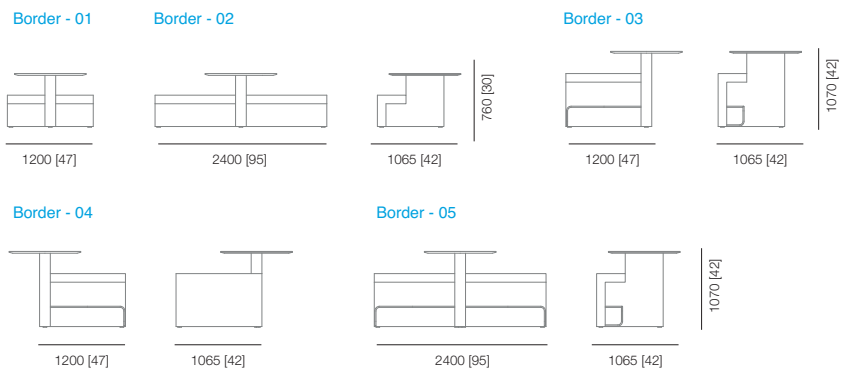 Border - 01
Border - 02
Border - 03
760 [30]
1070 [42]
1200 [47]
2400 [95]
1065 [42]
1200 [47]
1065 [42]
Border - 04
Border - 05
1070 [42]
1200 [47]
1065 [42]
2400 [95]
1065 [42]